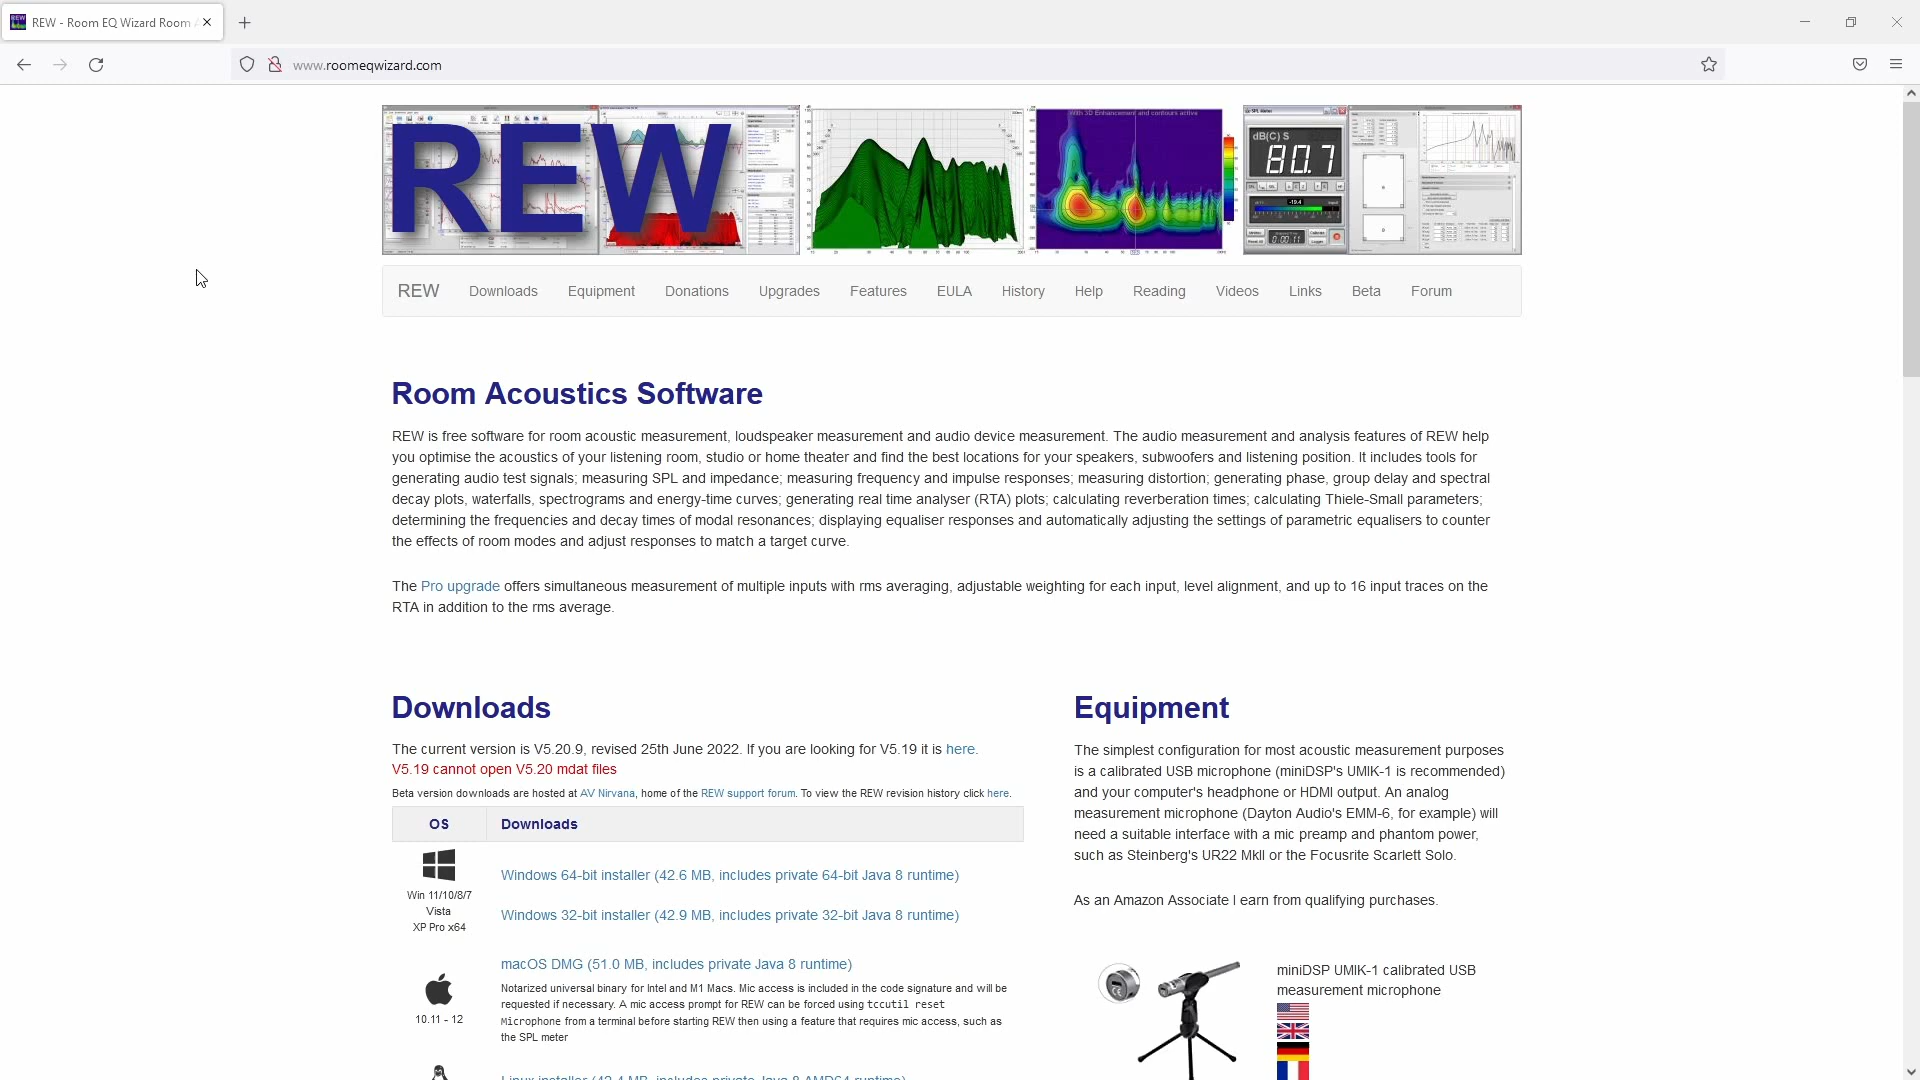 REW - Room EQ Wizard Room
www.roomeqwizard.com
REW
With 3D Enhancement and contours active
dB(C) S
80.7
-19.4
REW Downloads Equipment Donations Upgrades Features EULA History Help Reading Videos Links Beta Forum
Room Acoustics Software
REW is free software for room acoustic measurement, loudspeaker measurement and audio device measurement. The audio measurement and analysis features of REW help
you optimise the acoustics of your listening room, studio or home theater and find the best locations for your speakers, subwoofers and listening position. It includes tools for
generating audio test signals; measuring SPL and impedance; measuring frequency and impulse responses; measuring distortion; generating phase, group delay and spectral
decay plots, waterfalls, spectrograms and energy-time curves; generating real time analyser (RTA) plots; calculating reverberation times; calculating Thiele-Small parameters;
determining the frequencies and decay times of modal resonances; displaying equaliser responses and automatically adjusting the settings of parametric equalisers to counter
the effects of room modes and adjust responses to match a target curve.
The Pro upgrade offers simultaneous measurement of multiple inputs with rms averaging, adjustable weighting for each input, level alignment, and up to 16 input traces on the
RTA in addition to the rms average.
Downloads
The current version is V5.20.9, revised 25th June 2022. If you are looking for V5.19 it is here.
V5.19 cannot open V5.20 mdat files
Beta version downloads are hosted at AV Nirvana, home of the REW support forum. To view the REW revision history click here.
OS Downloads
Win 11/10/8/7
Vista
XP Pro x64
Windows 64-bit installer (42.6 MB, includes private 64-bit Java 8 runtime)
Windows 32-bit installer (42.9 MB, includes private 32-bit Java 8 runtime)
10.11 - 12
macOS DMG (51.0 MB, includes private Java 8 runtime)
Notarized universal binary for Intel and M1 Macs. Mic access is included in the code signature and will be
requested if necessary. A mic access prompt for REW can be forced using tccutil reset
Microphone from a terminal before starting REW then using a feature that requires mic access, such as
the SPL meter
Linux installer (42.4 MB, includes private Java 8 AMD64 runtime)
Equipment
The simplest configuration for most acoustic measurement purposes
is a calibrated USB microphone (miniDSP's UMIK-1 is recommended)
and your computer's headphone or HDMI output. An analog
measurement microphone (Dayton Audio's EMM-6, for example) will
need a suitable interface with a mic preamp and phantom power,
such as Steinberg's UR22 MkII or the Focusrite Scarlett Solo.
As an Amazon Associate I earn from qualifying purchases.
miniDSP UMIK-1 calibrated USB
measurement microphone